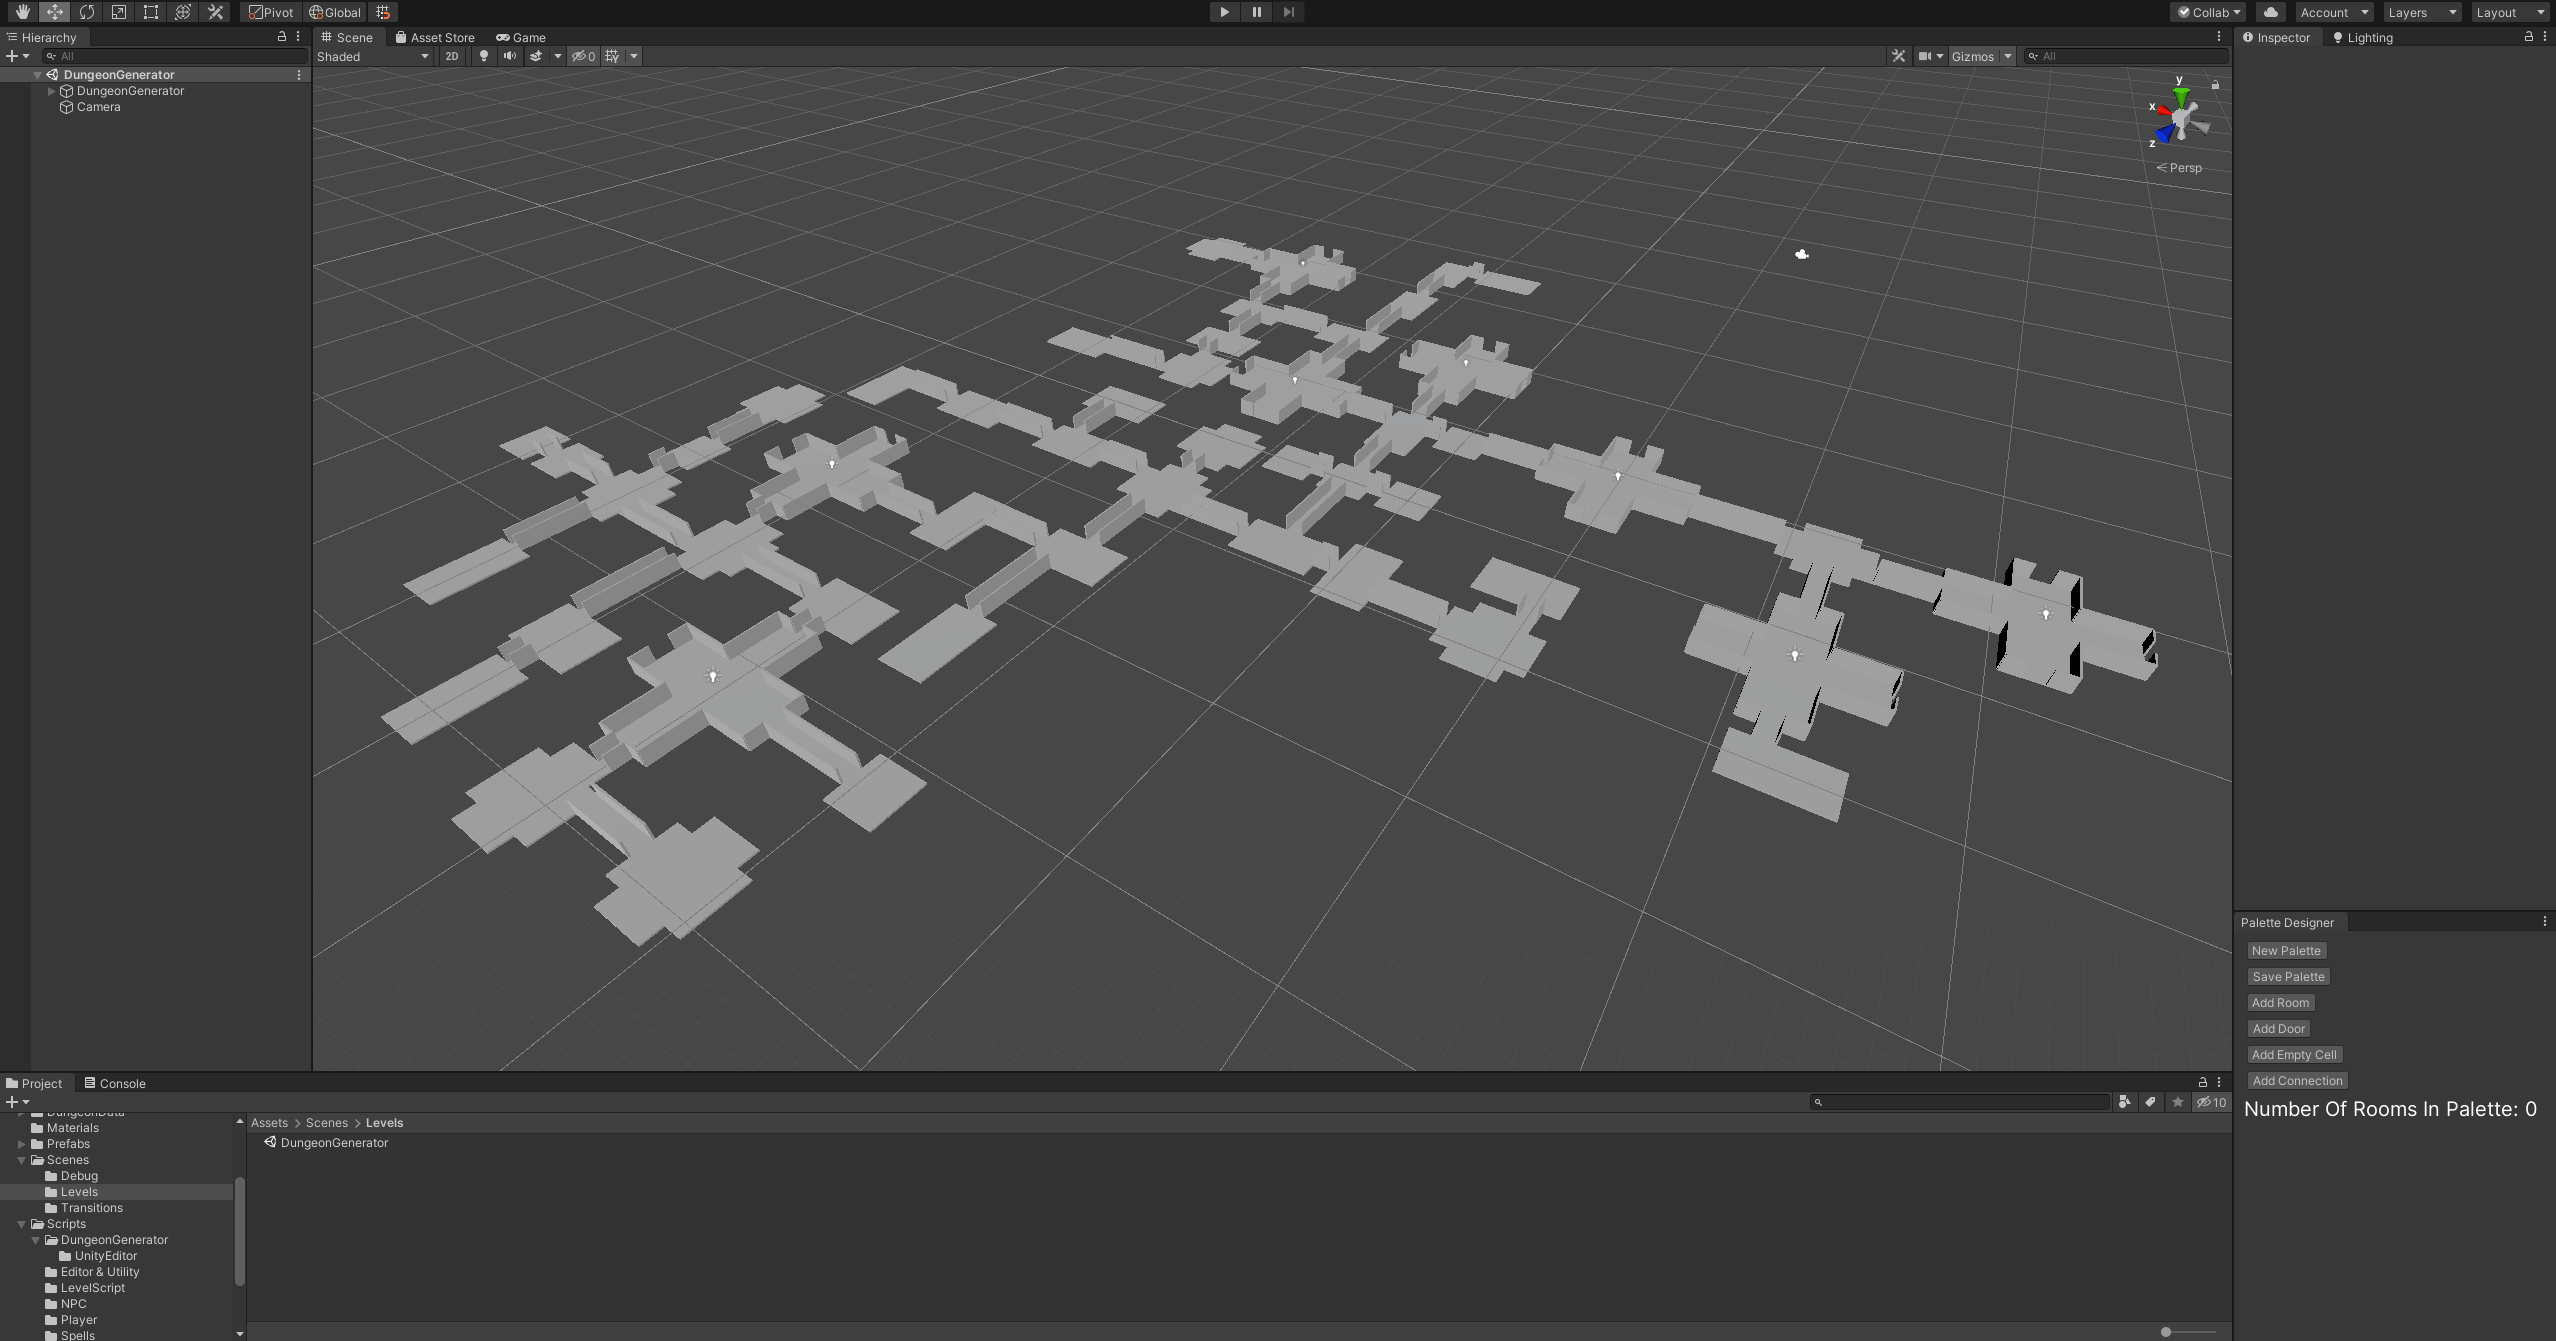 Pivot Global Collab Account Layers Layout
Hierarchy Scene Asset Store Game Inspector Lighting
All Shaded 2D 0 Gizmos All
DungeonGenerator
DungeonGenerator
Camera
y
x
z
Persp
Palette Designer
New Palette
Save Palette
Add Room
Add Door
Add Empty Cell
Add Connection
Number Of Rooms In Palette: 0
Project Console
10
DungeonData
Assets > Scenes > Levels
Materials
DungeonGenerator
Prefabs
Scenes
Debug
Levels
Transitions
Scripts
DungeonGenerator
UnityEditor
Editor & Utility
LevelScript
NPC
Player
Spells